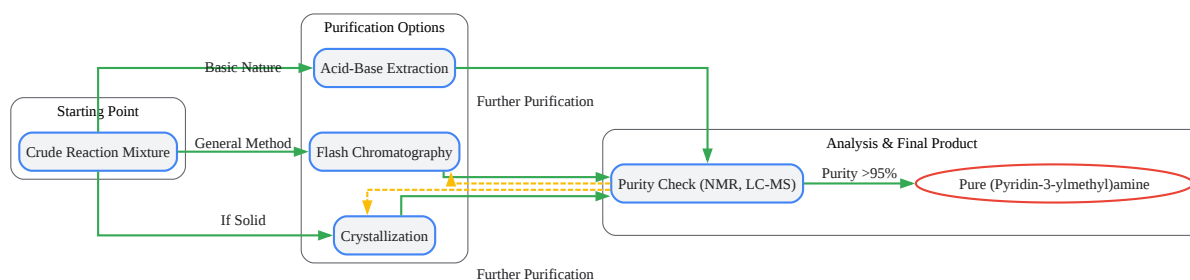 Purification Options
Basic Nature
Acid-Base Extraction
Further Purification
Starting Point
Crude Reaction Mixture
General Method
Flash Chromatography
Analysis & Final Product
Purity Check (NMR, LC-MS)
Purity >95%
Pure (Pyridin-3-ylmethyl)amine
If Solid
Crystallization
Further Purification